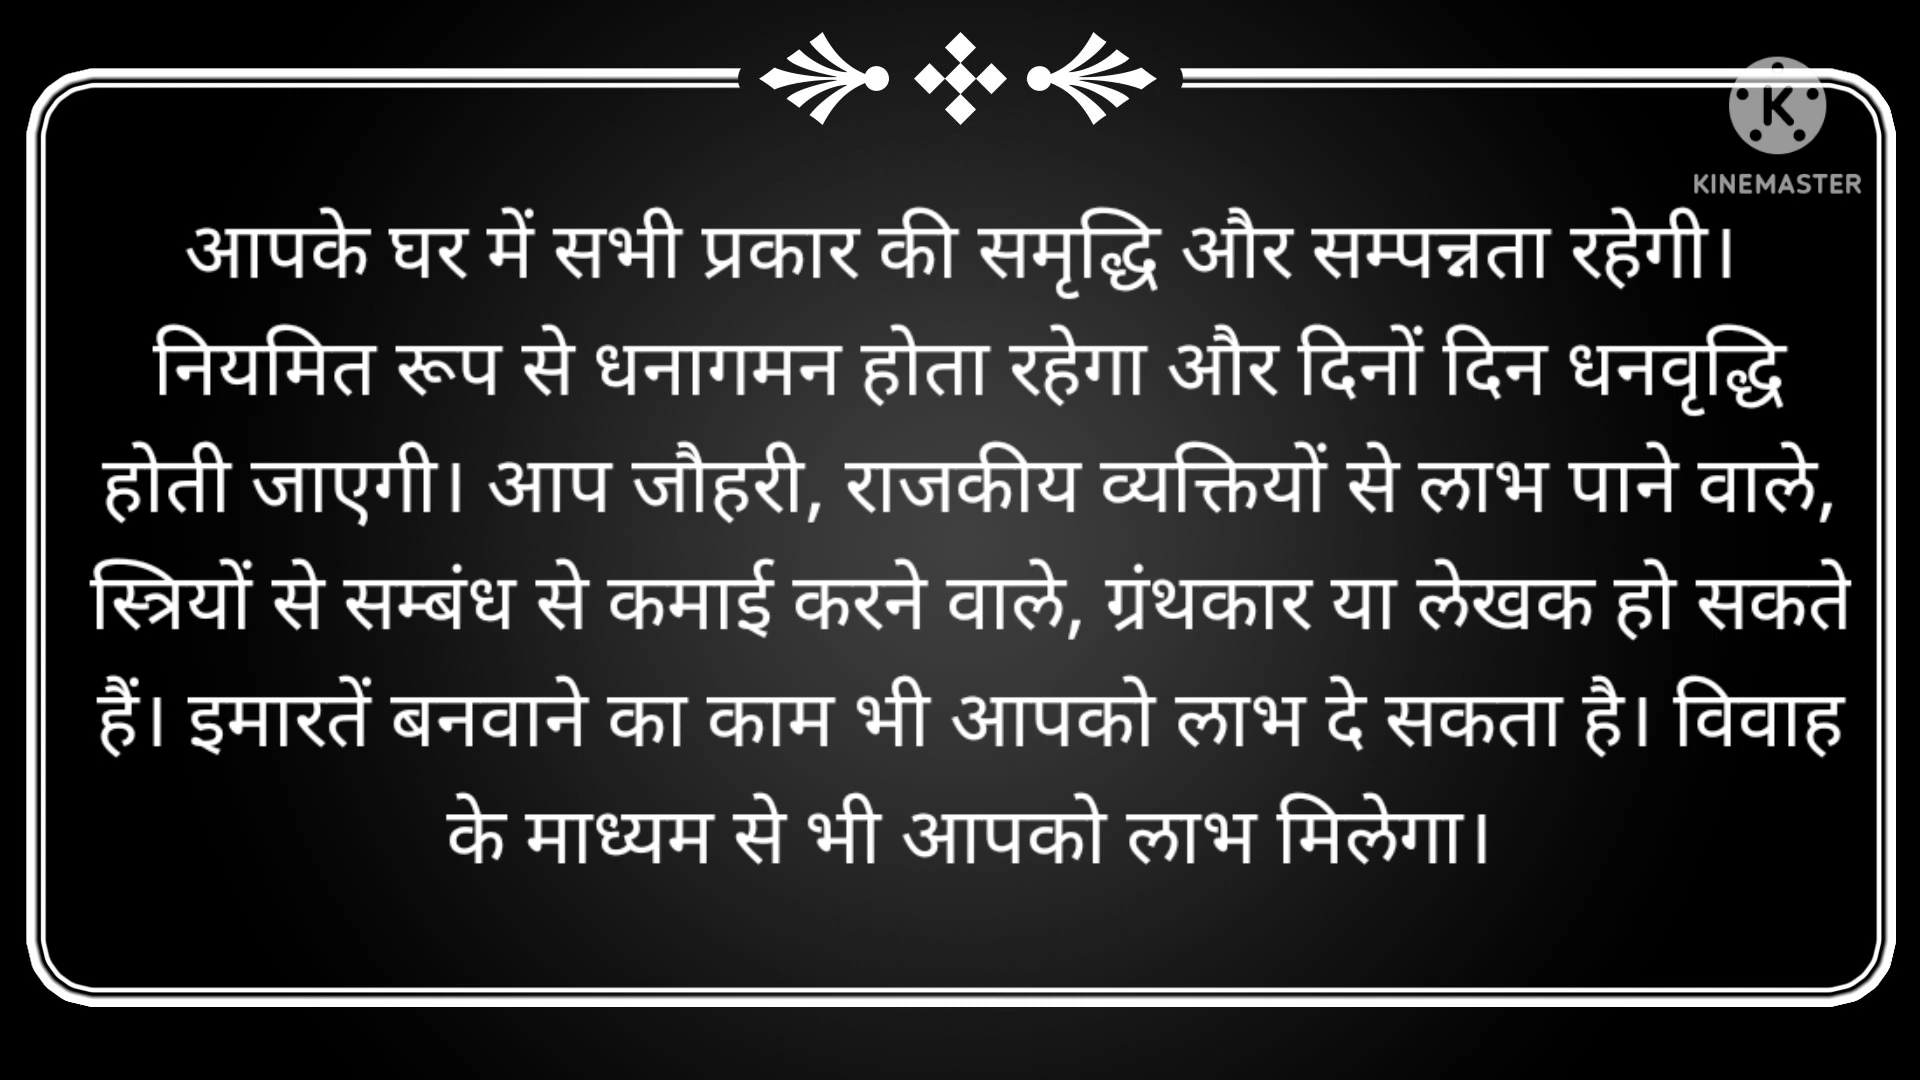 KINEMASTER
आपके घर में सभी प्रकार की समृद्धि और सम्पन्नता रहेगी।
नियमित रूप से धनागमन होता रहेगा और दिनों दिन धनवृद्धि
होती जाएगी। आप जौहरी, राजकीय व्यक्तियों से लाभ पाने वाले,
स्त्रियों से सम्बंध से कमाई करने वाले, ग्रंथकार या लेखक हो सकते
हैं। इमारतें बनवाने का काम भी आपको लाभ दे सकता है। विवाह
के माध्यम से भी आपको लाभ मिलेगा।